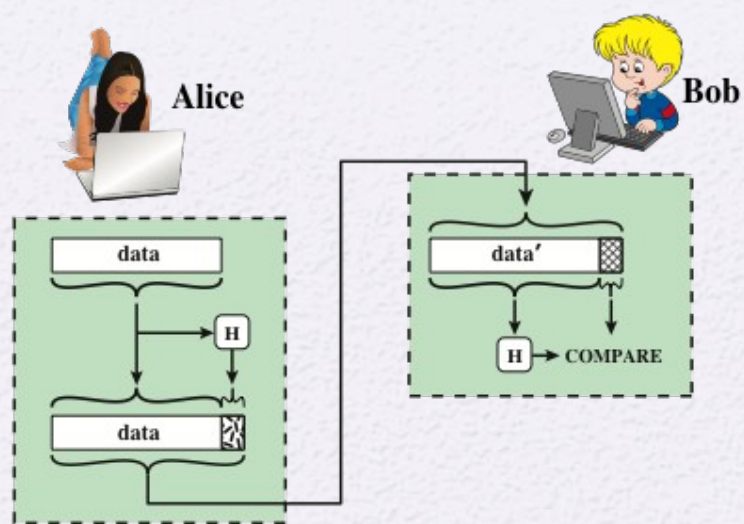 Alice
data
H
data
Bob
data′
H
COMPARE